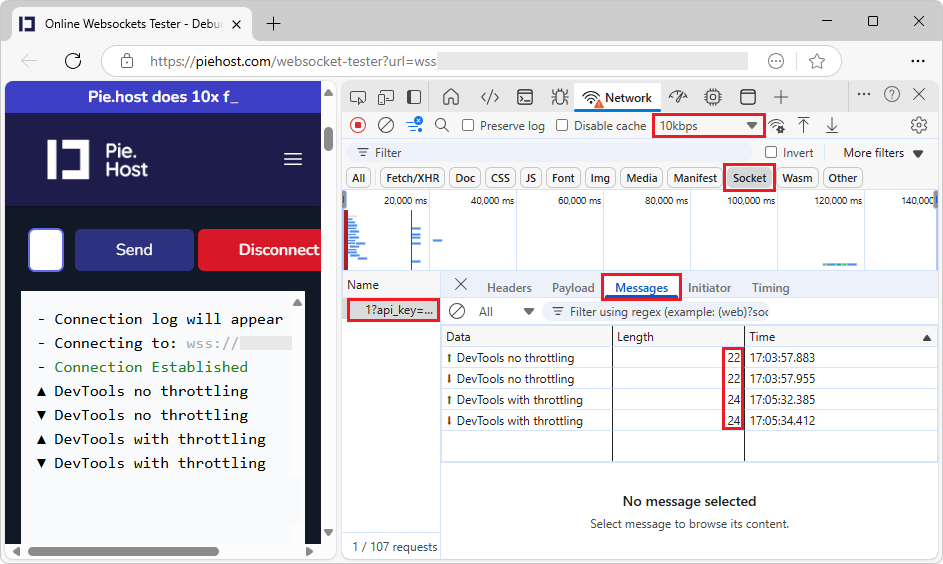 Online Websockets Tester - Debug
https://piehost.com/websocket-tester?url=wss
Pie.host does 10x f_
Pie.
Host
Send
Disconnect
- Connection log will appear
- Connecting to: wss://
- Connection Established
▲ DevTools no throttling
▼ DevTools no throttling
▲ DevTools with throttling
▼ DevTools with throttling
Network
Preserve log
Disable cache
10kbps
Filter
Invert
More filters
All
Fetch/XHR
Doc
CSS
JS
Font
Img
Media
Manifest
Socket
Wasm
Other
20,000 ms
40,000 ms
60,000 ms
80,000 ms
100,000 ms
120,000 ms
140,000
Name
1?api_key=...
1 / 107 requests
Headers
Payload
Messages
Initiator
Timing
All
Filter using regex (example: (web)?soc
Data Length Time
↑ DevTools no throttling 22 17:03:57.883
↓ DevTools no throttling 22 17:03:57.955
↑ DevTools with throttling 24 17:05:32.385
↓ DevTools with throttling 24 17:05:34.412
No message selected
Select message to browse its content.